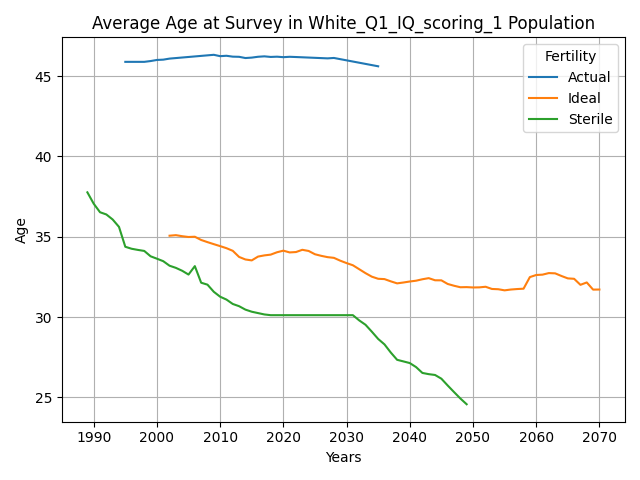 Average Age at Survey in White_Q1_IQ_scoring_1 Population
Fertility
Actual
Ideal
Sterile
Age
45
40
35
30
25
1990 2000 2010 2020 2030 2040 2050 2060 2070
Years